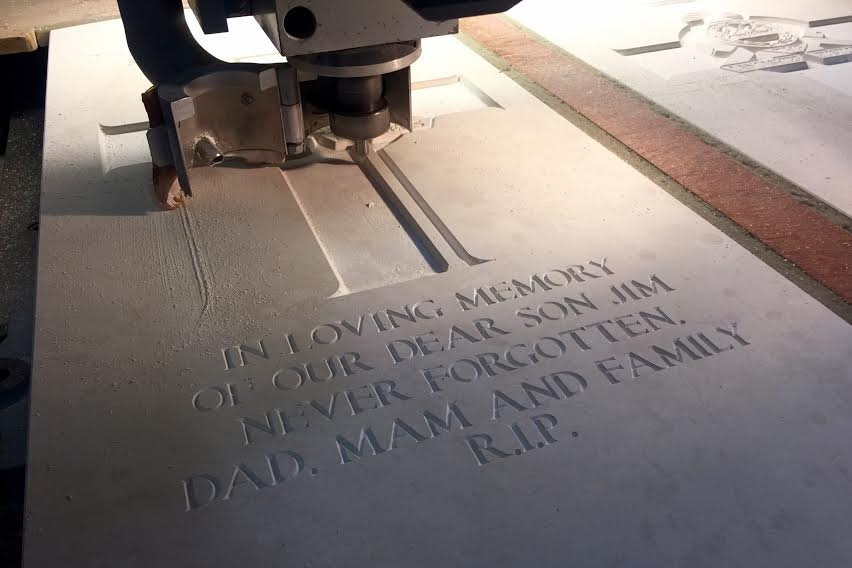 IN LOVING MEMORY
OF OUR DEAR SON JIM
NEVER FORGOTTEN.
DAD, MAM AND FAMILY
R.I.P.